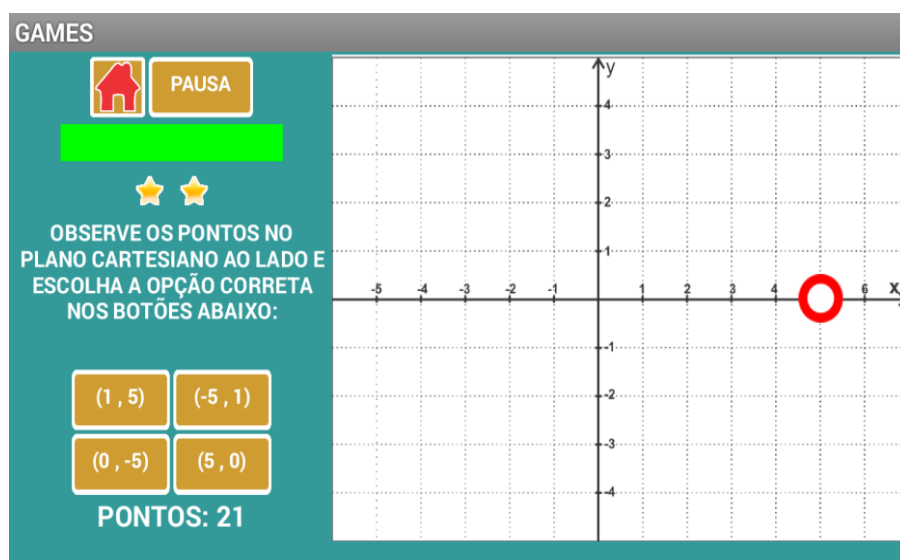 GAMES
PAUSA
OBSERVE OS PONTOS NO
PLANO CARTESIANO AO LADO E
ESCOLHA A OPÇÃO CORRETA
NOS BOTÕES ABAIXO:
(1 , 5) (-5 , 1)
(0 , -5) (5 , 0)
PONTOS: 21
y
4
3
2
1
-5 -4 -3 -2 -1 1 2 3 4 6 x
-1
-2
-3
-4